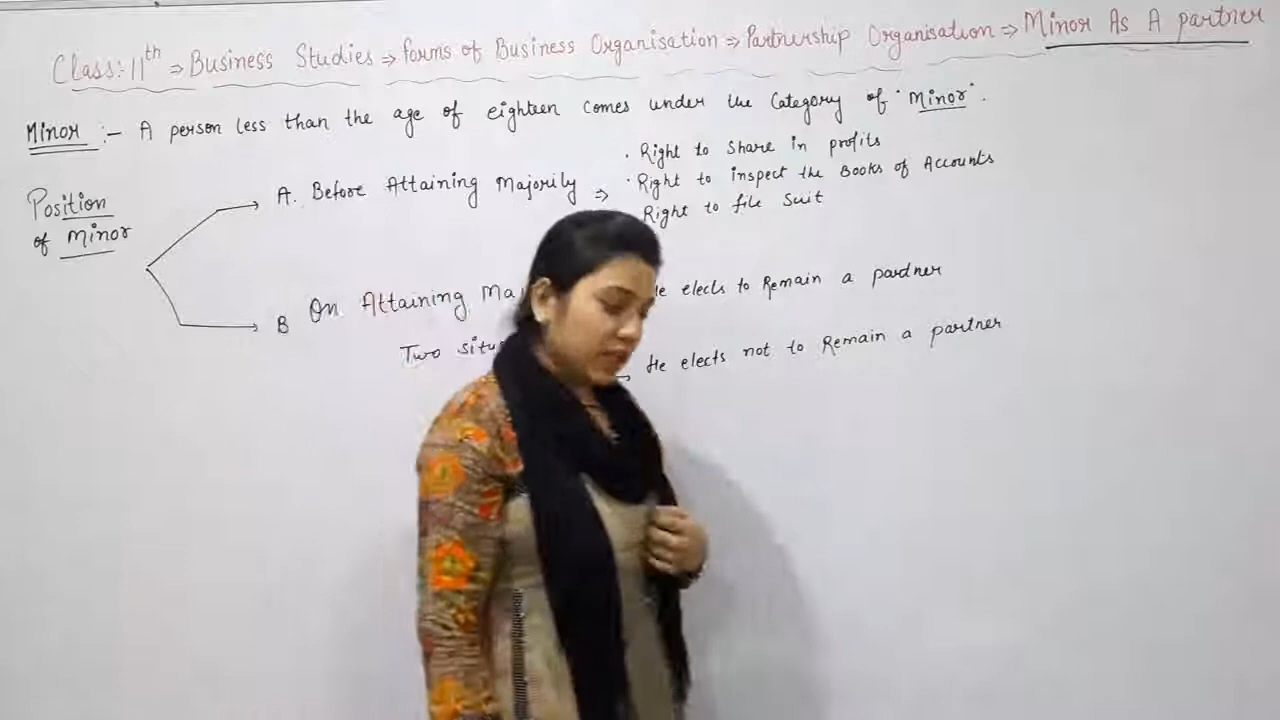 Class: 11th ⇒ Business Studies ⇒ Forms of Business Organisation ⇒ Partnership Organisation ⇒ Minor As A partner
Minor :- A person less than the age of eighteen comes under the Category of "Minor".
Position of Minor
A. Before Attaining Majority ⇒
· Right to share in profits
· Right to inspect the Books of Accounts
Right to file Suit
B On Attaining
Two
He elects to Remain a partner
He elects not to Remain a partner